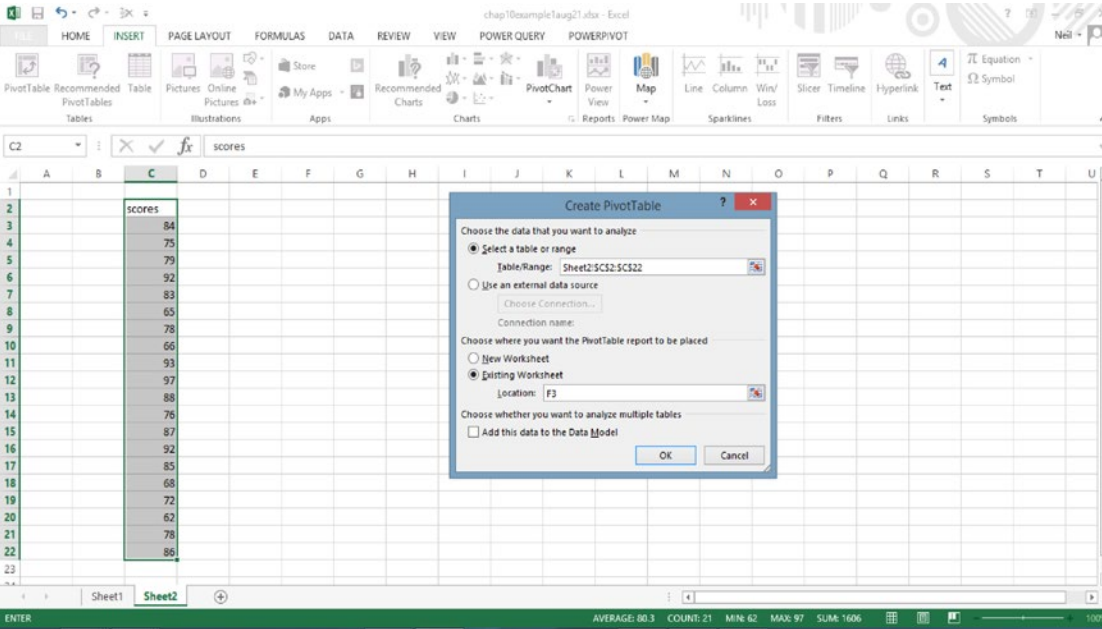 chap10example1aug21.xlsx - Excel
FILE HOME INSERT PAGE LAYOUT FORMULAS DATA REVIEW VIEW POWER QUERY POWERPIVOT Neil
PivotTable Recommended PivotTables Table Pictures Online Pictures Store My Apps Recommended Charts PivotChart Power View Map Line Column Win/Loss Slicer Timeline Hyperlink Text Equation Symbol
Tables Illustrations Apps Charts Reports Power Map Sparklines Filters Links Symbols
C2 fx scores
A B C D E F G H I J K L M N O P Q R S T U
1
2 scores
3 84
4 75
5 79
6 92
7 83
8 65
9 78
10 66
11 93
12 97
13 88
14 76
15 87
16 92
17 85
18 68
19 72
20 62
21 78
22 86
23
Create PivotTable ?
Choose the data that you want to analyze
Select a table or range
Table/Range: Sheet2!$C$2:$C$22
Use an external data source
Choose Connection...
Connection name:
Choose where you want the PivotTable report to be placed
New Worksheet
Existing Worksheet
Location: F3
Choose whether you want to analyze multiple tables
Add this data to the Data Model
OK Cancel
Sheet1 Sheet2
ENTER AVERAGE: 80.3 COUNT: 21 MIN: 62 MAX: 97 SUM: 1606